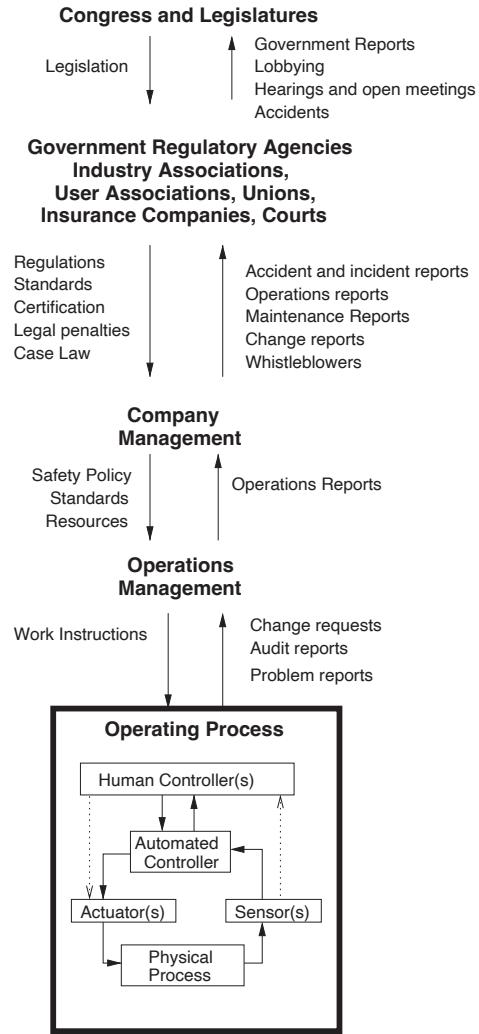 Congress and Legislatures
Legislation
Government Reports
Lobbying
Hearings and open meetings
Accidents
Government Regulatory Agencies
Industry Associations,
User Associations, Unions,
Insurance Companies, Courts
Regulations
Standards
Certification
Legal penalties
Case Law
Accident and incident reports
Operations reports
Maintenance Reports
Change reports
Whistleblowers
Company
Management
Safety Policy
Standards
Resources
Operations Reports
Operations
Management
Work Instructions
Change requests
Audit reports
Problem reports
Operating Process
Human Controller(s)
Automated
Controller
Actuator(s)
Sensor(s)
Physical
Process